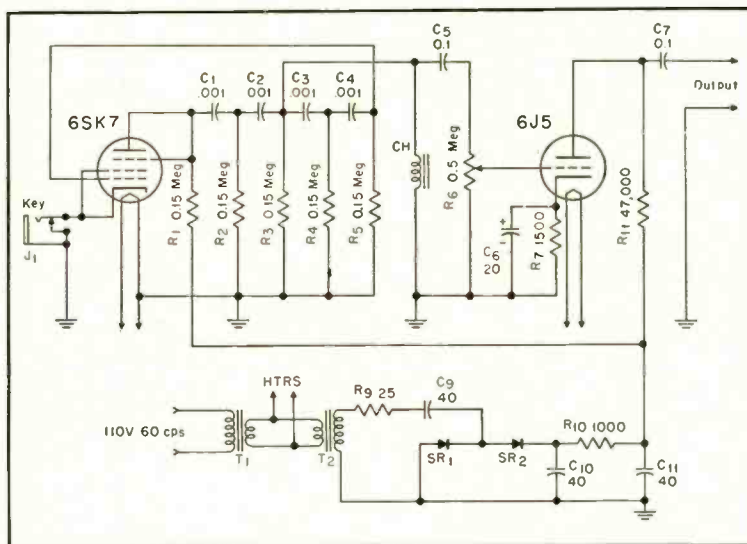 C5
0.1
C7
0.1
C1
.001
C2
.001
C3
.001
C4
.001
Output
6SK7
6J5
CH
Key
J1
R1 0.15 Meg
R2 0.15 Meg
R3 0.15 Meg
R4 0.15 Meg
R5 0.15 Meg
R6 0.5 Meg
C6
20
R7 1500
R11 47,000
HTRS
110V 60 cps
T1
T2
R9 25
C9
40
SR1
SR2
R10 1000
C10
40
C11
40